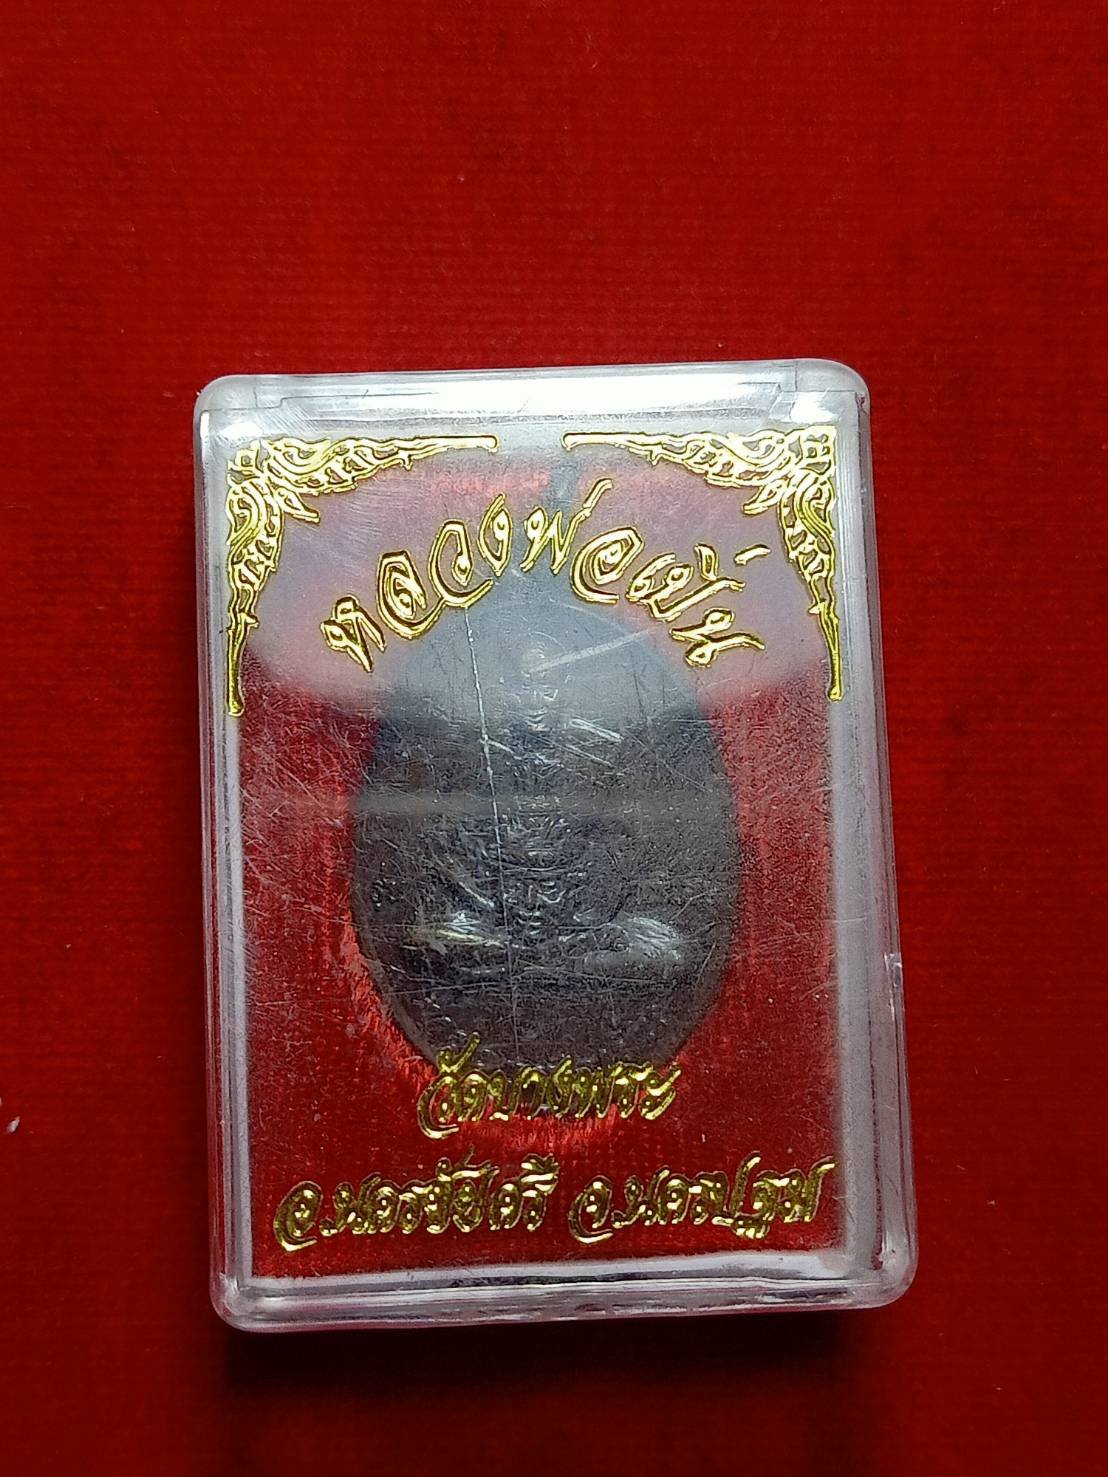 หลวงพ่อเปิ่น
วัดบางพระ
อ.นครชัยศรี จ.นครปฐม